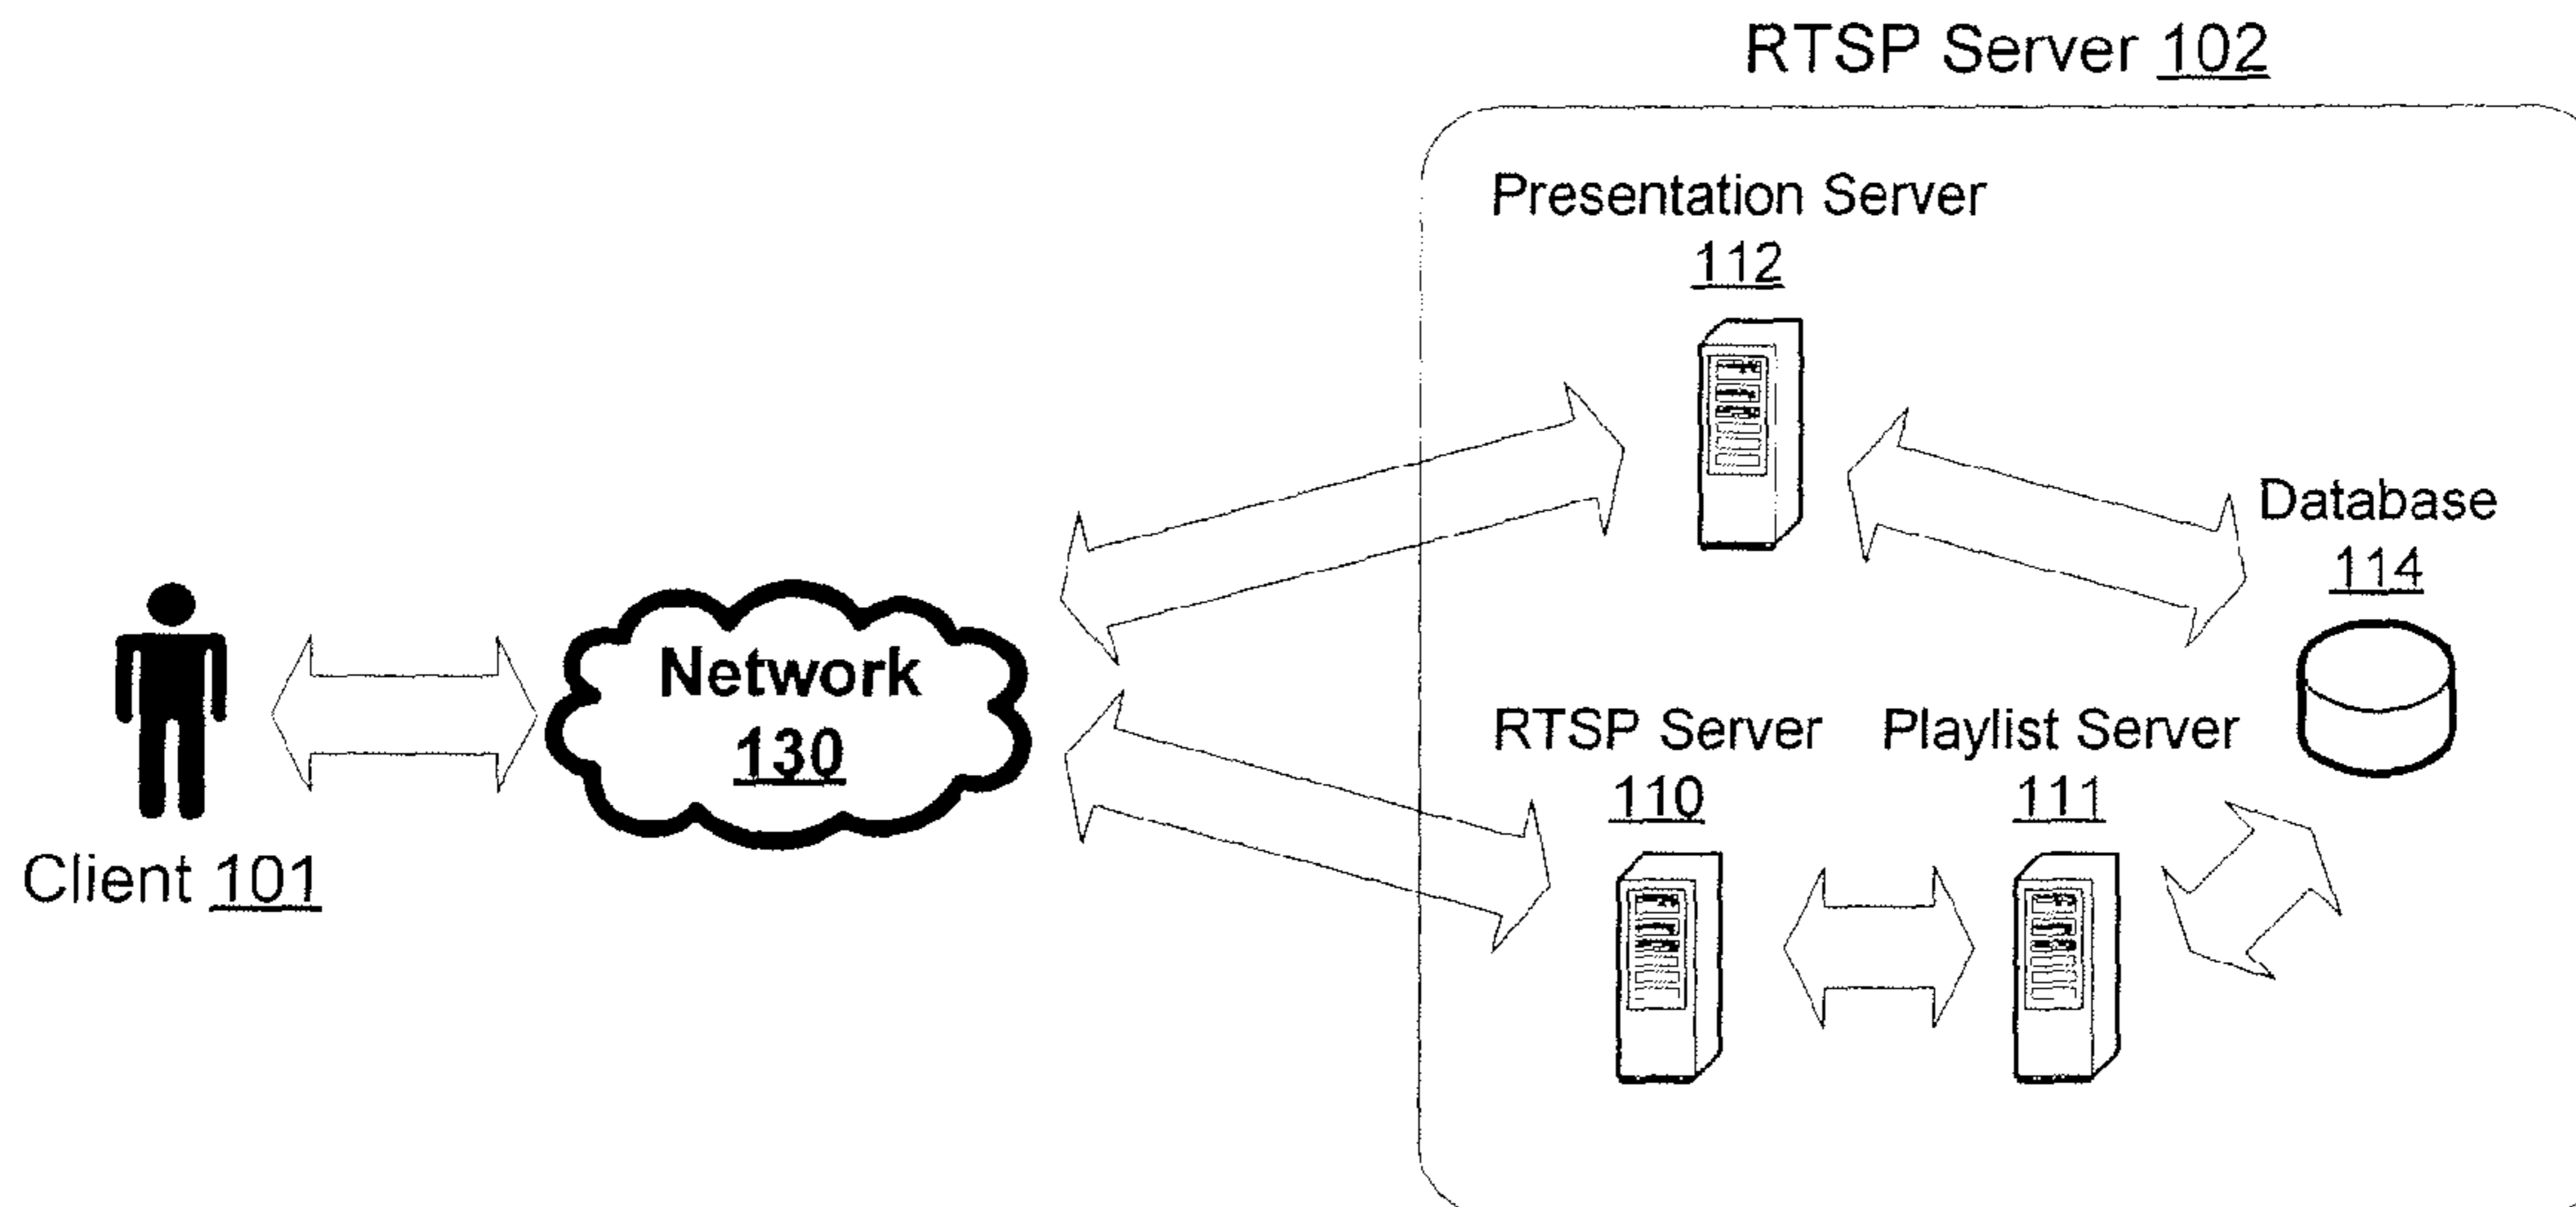 RTSP Server 102
Presentation Server
112
Database
114
Network
130
RTSP Server
110
Playlist Server
111
Client 101